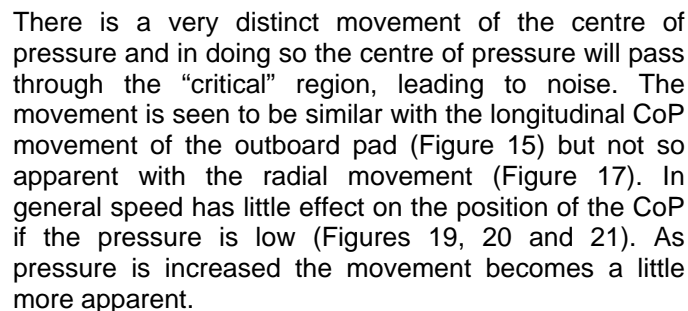 There is a very distinct movement of the centre of
pressure and in doing so the centre of pressure will pass
through the “critical” region, leading to noise. The
movement is seen to be similar with the longitudinal CoP
movement of the outboard pad (Figure 15) but not so
apparent with the radial movement (Figure 17). In
general speed has little effect on the position of the CoP
if the pressure is low (Figures 19, 20 and 21). As
pressure is increased the movement becomes a little
more apparent.